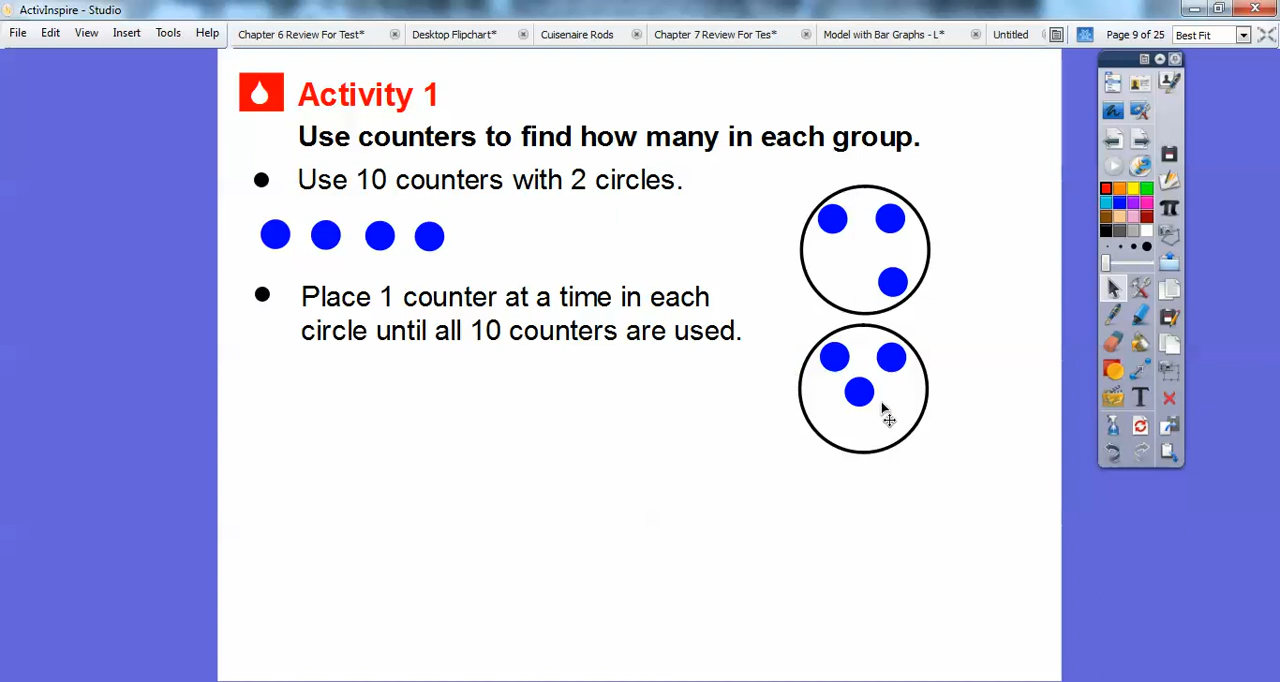 ActivInspire - Studio
File Edit View Insert Tools Help
Chapter 6 Review For Test* Desktop Flipchart* Cuisenaire Rods Chapter 7 Review For Tes* Model with Bar Graphs - L* Untitled Page 9 of 25 Best Fit
Activity 1
Use counters to find how many in each group.
Use 10 counters with 2 circles.
Place 1 counter at a time in each
circle until all 10 counters are used.